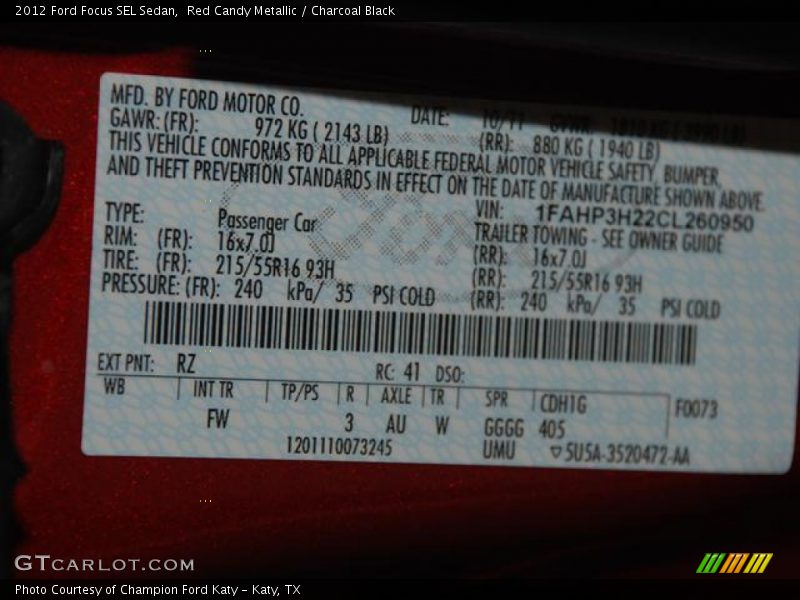 2012 Ford Focus SEL Sedan, Red Candy Metallic / Charcoal Black
MFD. BY FORD MOTOR CO. DATE: 10/11 GVWR:
GAWR: (FR): 972 KG ( 2143 LB) (RR): 880 KG ( 1940 LB)
THIS VEHICLE CONFORMS TO ALL APPLICABLE FEDERAL MOTOR VEHICLE SAFETY, BUMPER,
AND THEFT PREVENTION STANDARDS IN EFFECT ON THE DATE OF MANUFACTURE SHOWN ABOVE.
VIN: 1FAHP3H22CL260950
TYPE: Passenger Car TRAILER TOWING - SEE OWNER GUIDE
RIM: (FR): 16x7.0J (RR): 16x7.0J
TIRE: (FR): 215/55R16 93H (RR): 215/55R16 93H
PRESSURE: (FR): 240 kPa/ 35 PSI COLD (RR): 240 kPa/ 35 PSI COLD
EXT PNT: RZ RC: 41 DSO:
WB INT TR TP/PS R AXLE TR SPR CDH1G F0073
FW 3 AU W GGGG 405
1201110073245 UMU ▽5U5A-3520472-AA
GTCARLOT.COM
Photo Courtesy of Champion Ford Katy - Katy, TX